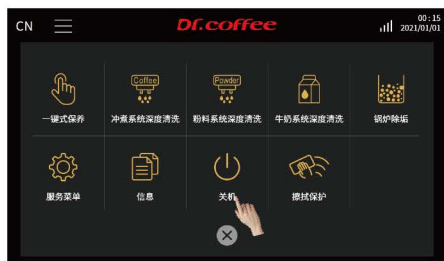 CN
Dr.coffee
00:15
2021/01/01
Coffee
Powder
一键式保养
冲煮系统深度清洗
粉料系统深度清洗
牛奶系统深度清洗
锅炉除垢
服务菜单
信息
关机
擦拭保护